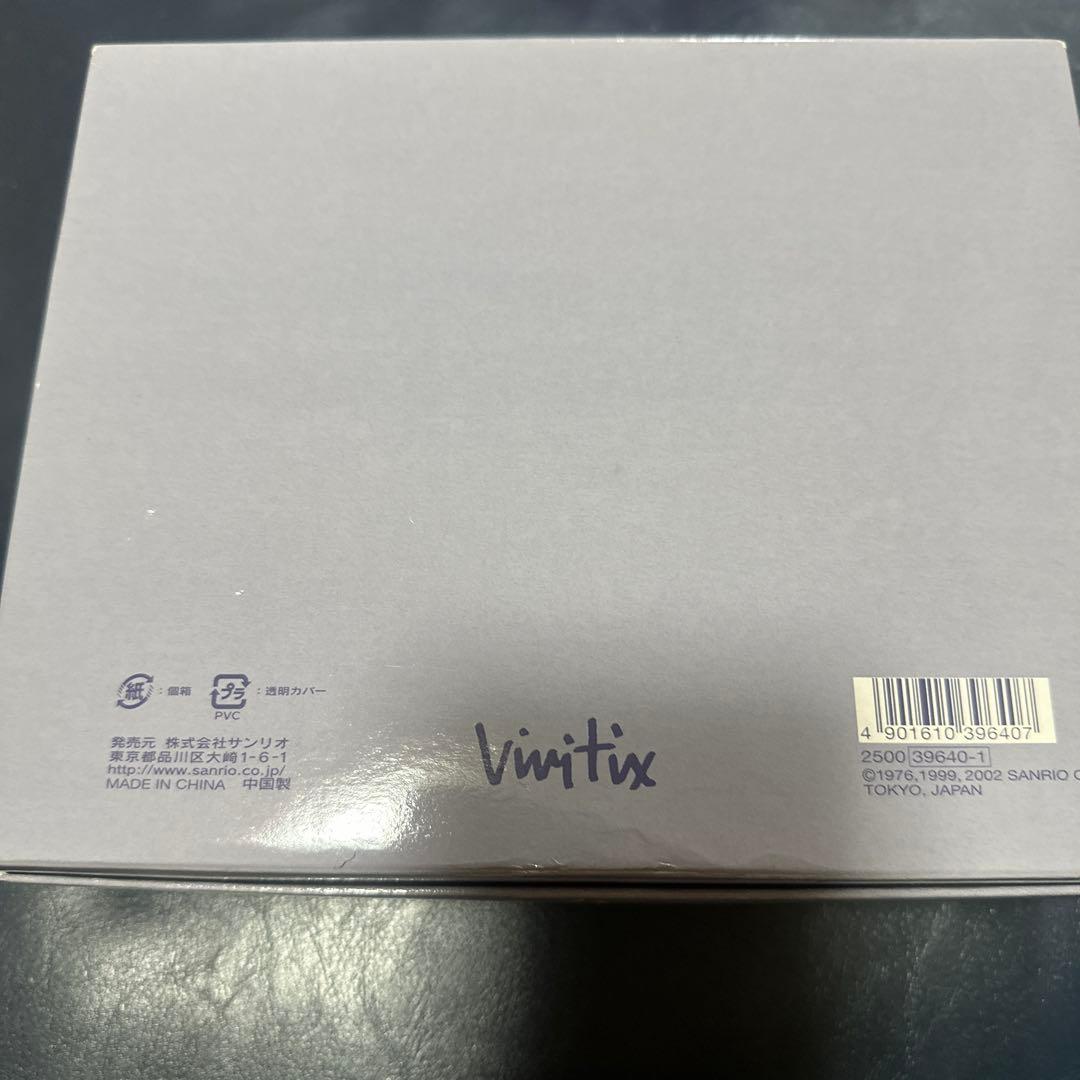 紙 : 個箱 プラ : 透明カバー
PVC
発売元 株式会社サンリオ
東京都品川区大崎1-6-1
http://www.sanrio.co.jp/
MADE IN CHINA 中国製
Vivitix
4 901610 396407
2500 39640-1
©1976,1999, 2002 SANRIO
TOKYO, JAPAN